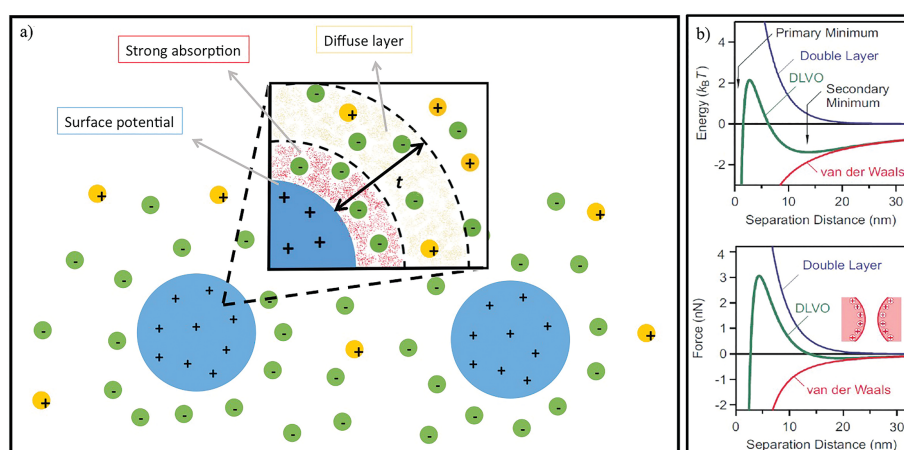 a)
Strong absorption
Diffuse layer
Surface potential
t
b)
Energy (kBT)
4
2
0
-2
Primary Minimum
Double Layer
DLVO
Secondary
Minimum
van der Waals
0
10
20
30
Separation Distance (nm)
Force (nN)
4
3
2
1
0
-1
-2
Double Layer
DLVO
van der Waals
0
10
20
30
Separation Distance (nm)